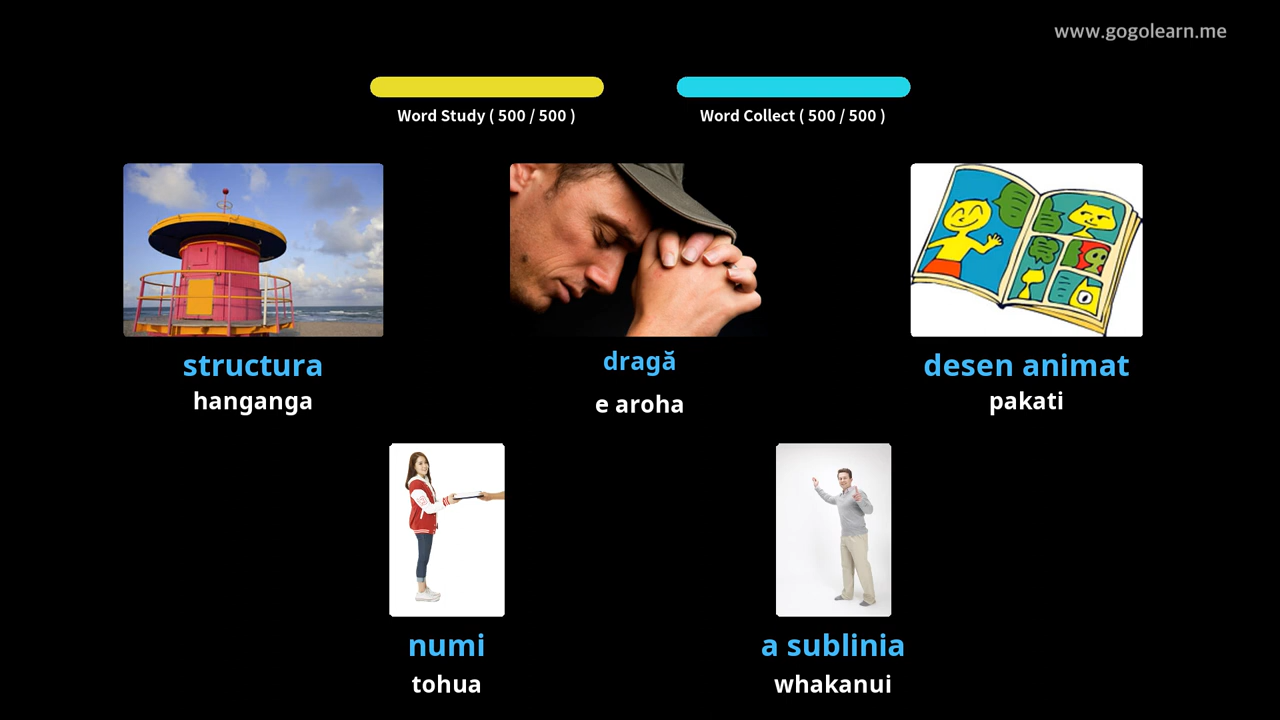 www.gogolearn.me
Word Study ( 500 / 500 )
Word Collect ( 500 / 500 )
structura
hanganga
dragă
e aroha
desen animat
pakati
numi
tohua
a sublinia
whakanui